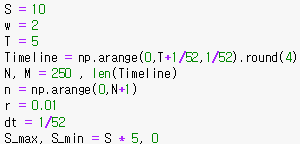 S = 10
w = 2
T = 5
Timeline = np.arange(0,T+1/52,1/52).round(4)
N, M = 250 , len(Timeline)
n = np.arange(0,N+1)
r = 0.01
dt = 1/52
S_max, S_min = S * 5, 0